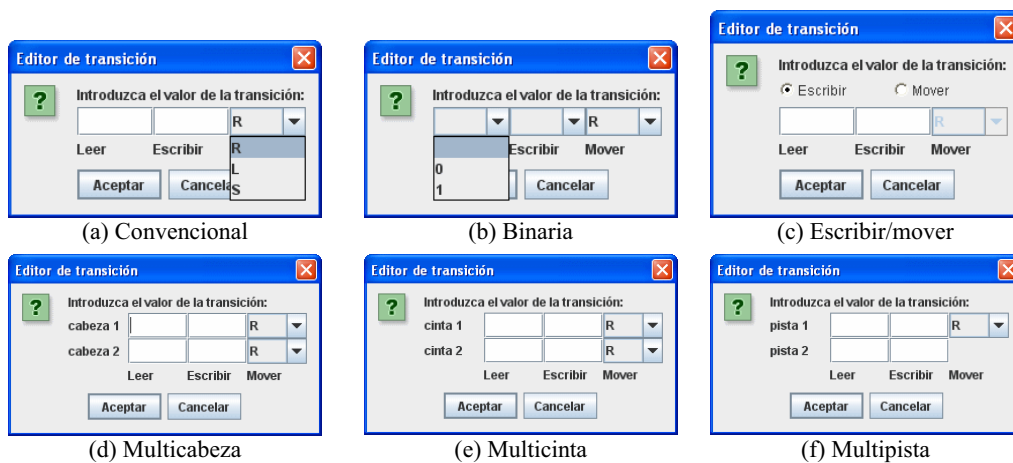 Editor de transición
Introduzca el valor de la transición:
R
Leer Escribir R
L
S
Aceptar Cancelar
(a) Convencional
Editor de transición
Introduzca el valor de la transición:
R
Escribir Mover
0
1
Cancelar
(b) Binaria
Editor de transición
Introduzca el valor de la transición:
Escribir Mover
R
Leer Escribir Mover
Aceptar Cancelar
(c) Escribir/mover
Editor de transición
Introduzca el valor de la transición:
cabeza 1 R
cabeza 2 R
Leer Escribir Mover
Aceptar Cancelar
(d) Multicabeza
Editor de transición
Introduzca el valor de la transición:
cinta 1 R
cinta 2 R
Leer Escribir Mover
Aceptar Cancelar
(e) Multicinta
Editor de transición
Introduzca el valor de la transición:
pista 1 R
pista 2
Leer Escribir Mover
Aceptar Cancelar
(f) Multipista